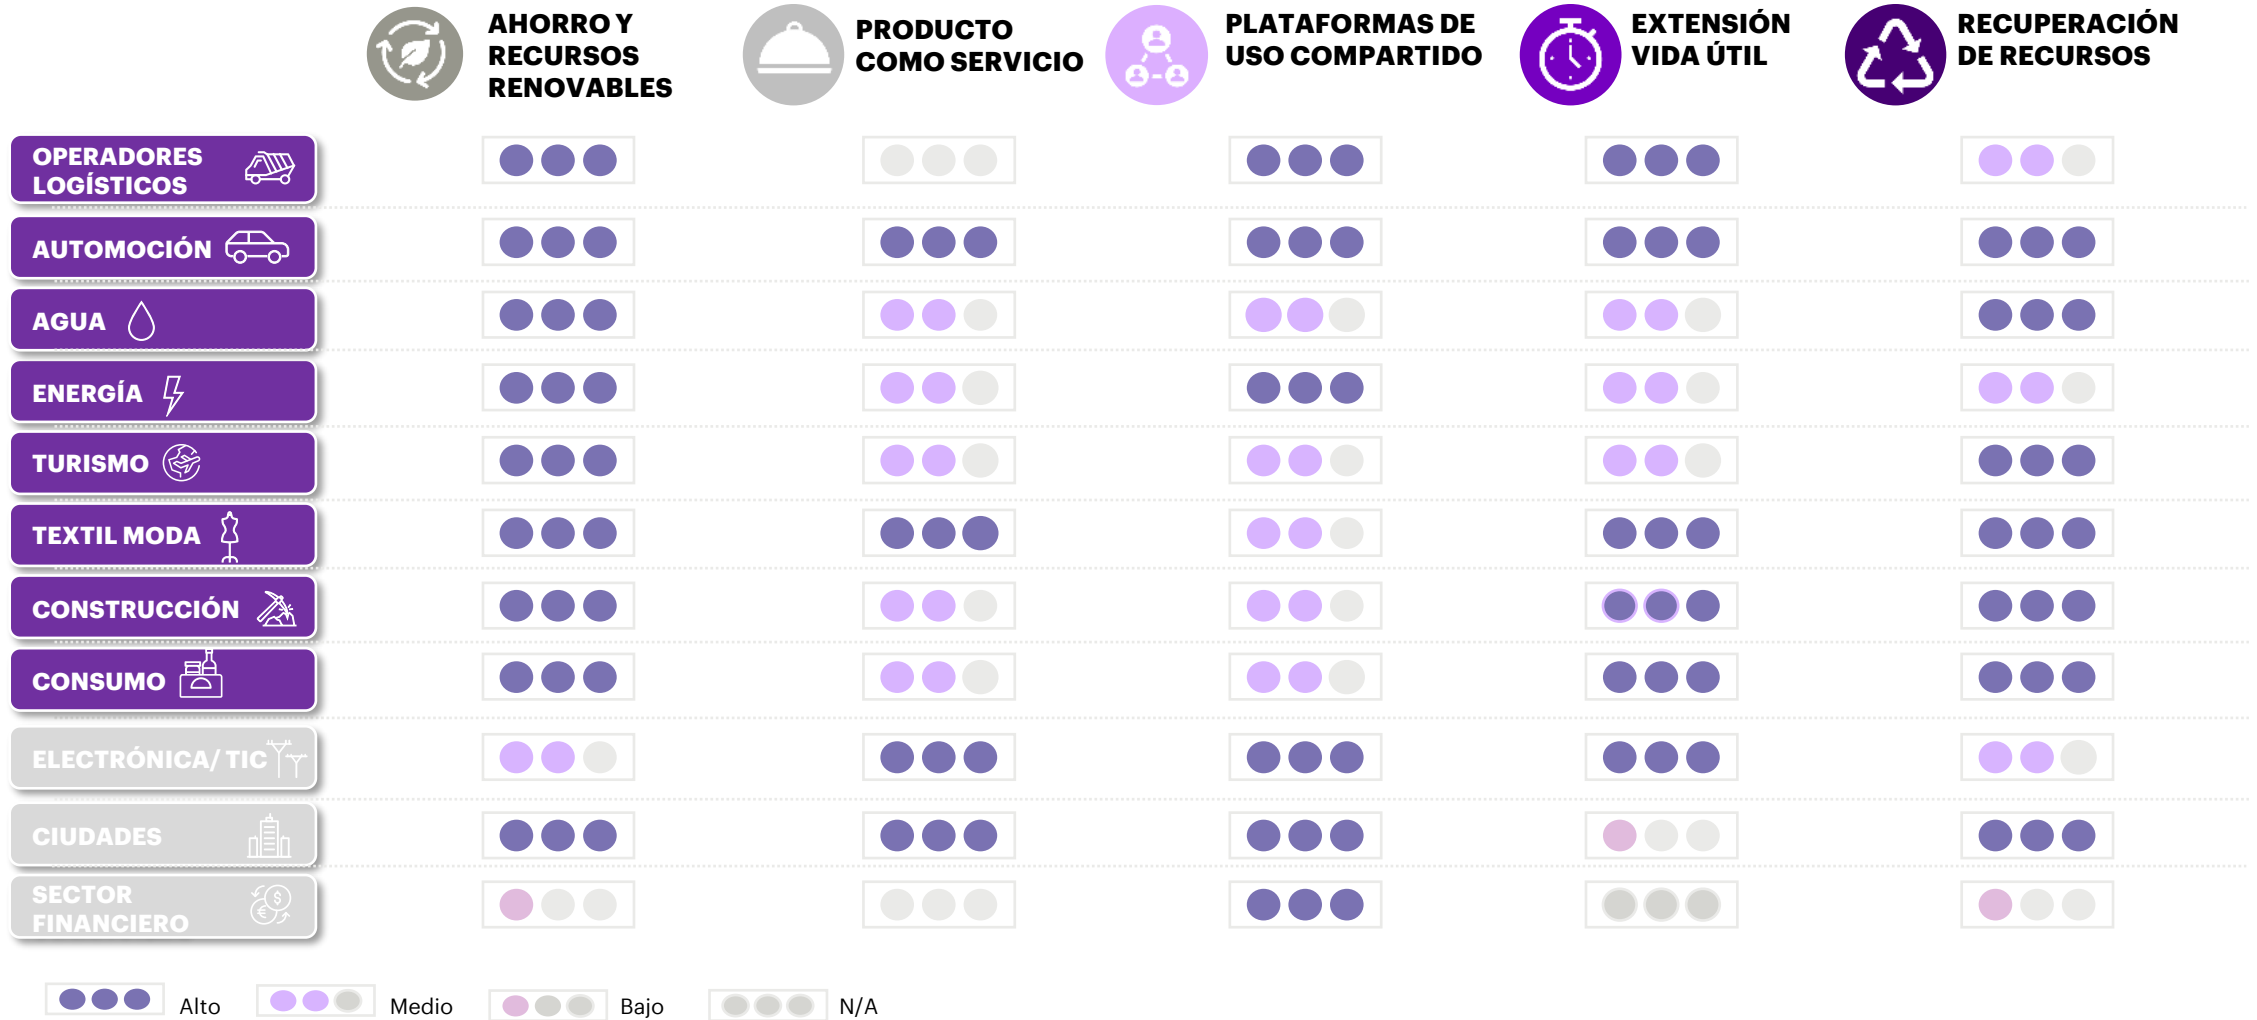 AHORRO Y
RECURSOS
RENOVABLES
PRODUCTO
COMO SERVICIO
PLATAFORMAS DE
USO COMPARTIDO
EXTENSIÓN
VIDA ÚTIL
RECUPERACIÓN
DE RECURSOS
OPERADORES
LOGÍSTICOS
AUTOMOCIÓN
AGUA
ENERGÍA
TURISMO
TEXTIL MODA
CONSTRUCCIÓN
CONSUMO
ELECTRÓNICA/ TIC
CIUDADES
SECTOR
FINANCIERO
$
€
Alto
Medio
Bajo
N/A